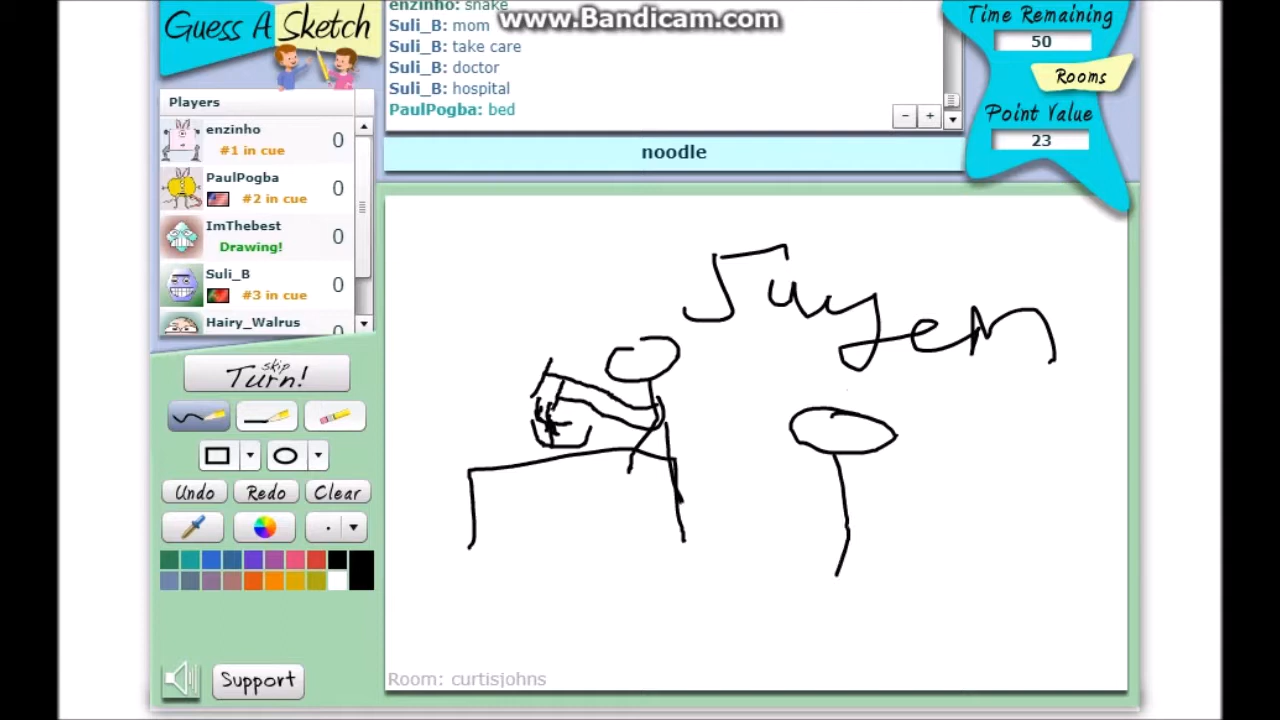 www.Bandicam.com
Guess A Sketch
enzinho: snake
Suli_B: mom
Suli_B: take care
Suli_B: doctor
Suli_B: hospital
PaulPogba: bed
- +
Time Remaining
50
Rooms
Point Value
23
noodle
Players
enzinho 0
#1 in cue
PaulPogba 0
#2 in cue
ImThebest 0
Drawing!
Suli_B 0
#3 in cue
Hairy_Walrus 0
skip
Turn!
Undo Redo Clear
Support
Room: curtisjohns